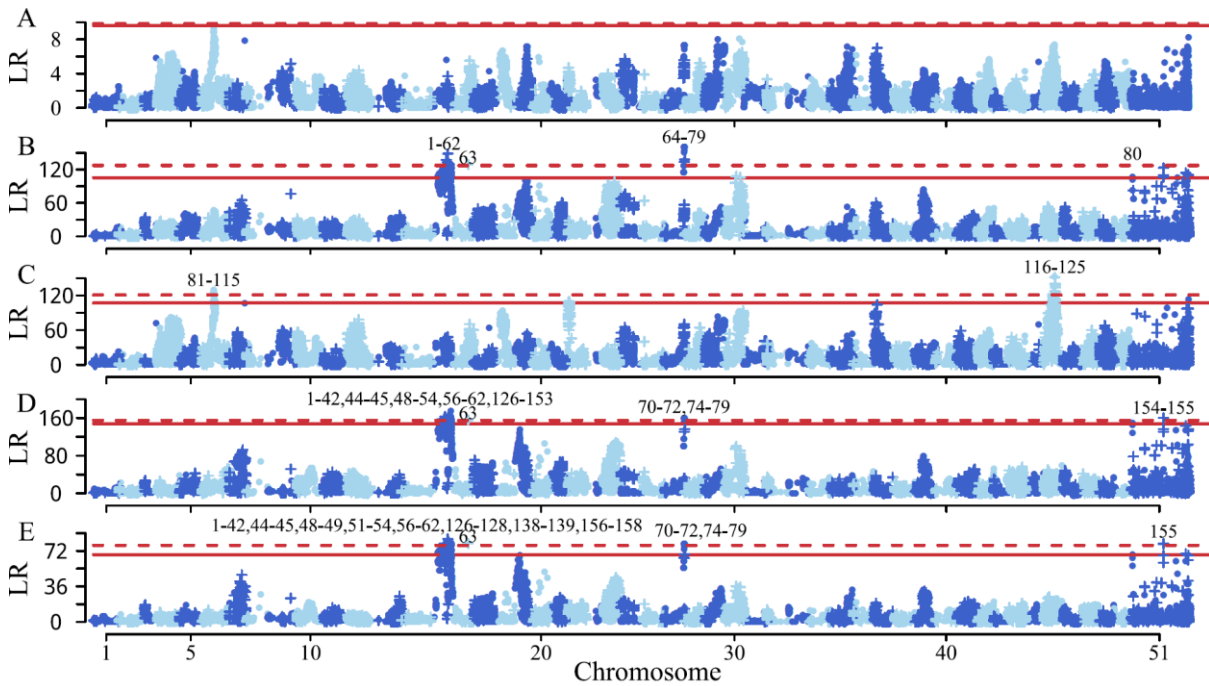 A
LR
8
4
0
B
LR
120
60
0
1-62
63
64-79
80
C
LR
120
60
0
81-115
116-125
D
LR
160
80
0
1-42,44-45,48-54,56-62,126-153
63
70-72,74-79
154-155
E
LR
72
36
0
1-42,44-45,48-49,51-54,56-62,126-128,138-139,156-158
63
70-72,74-79
155
1 5 10 20 30 40 51
Chromosome